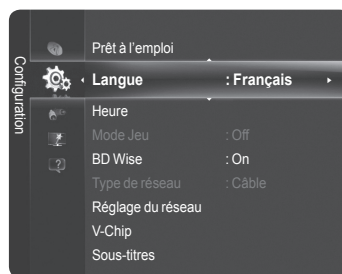 Configuration
Prêt à l'emploi
Langue : Français
Heure
Mode Jeu : Off
BD Wise : On
Type de réseau : Câble
Réglage du réseau
V-Chip
Sous-titres